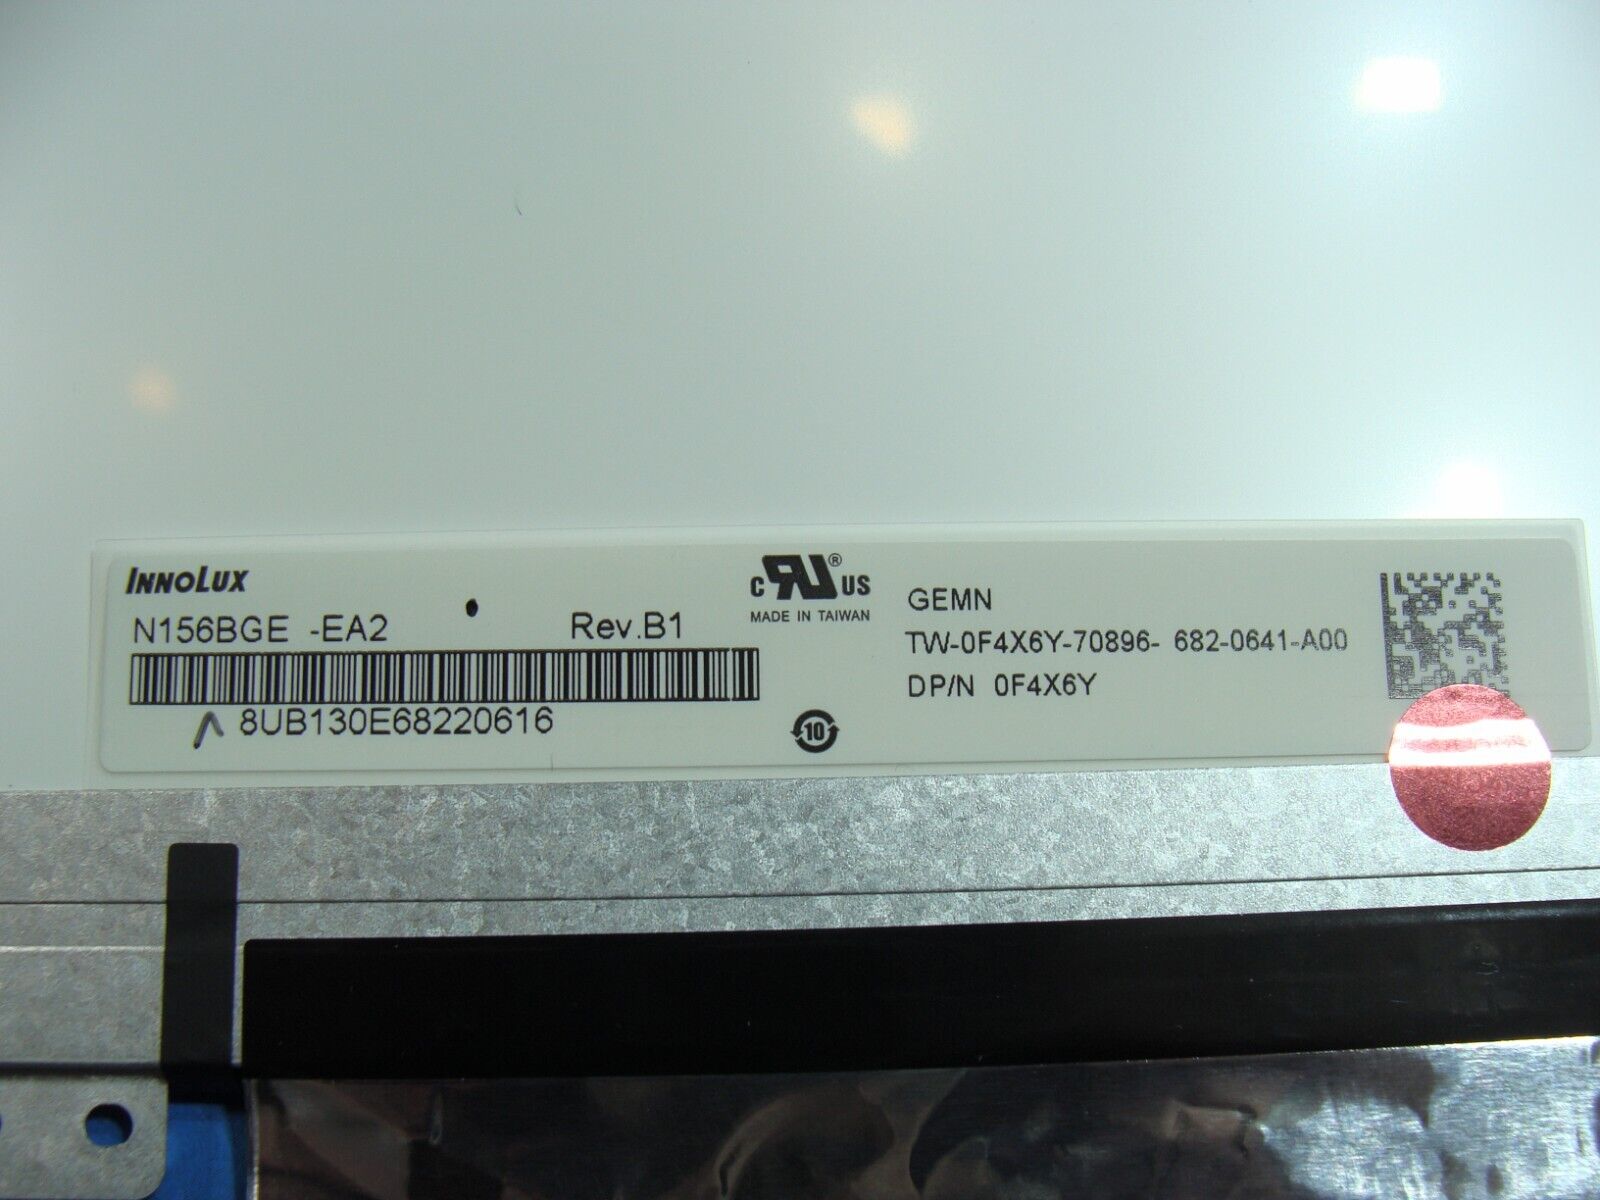 INNOLUX
N156BGE -EA2 Rev.B1
8UB130E68220616
C RU ® US
MADE IN TAIWAN
10
GEMN
TW-0F4X6Y-70896- 682-0641-A00
DP/N 0F4X6Y